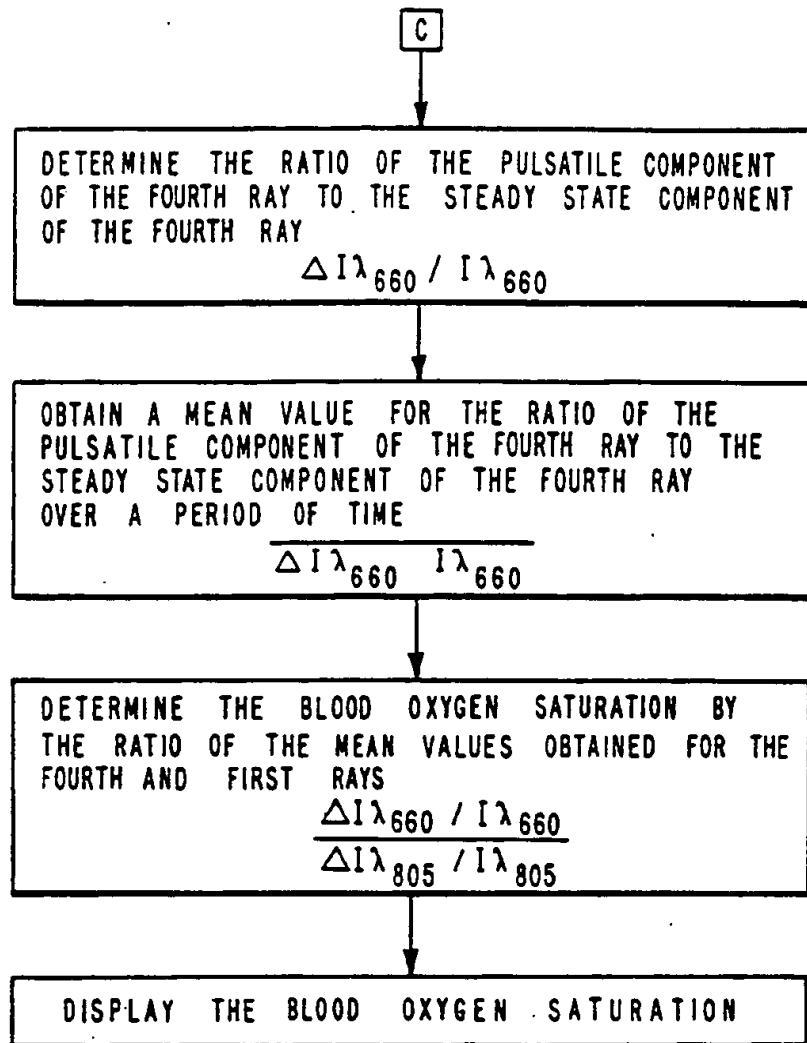 C
DETERMINE THE RATIO OF THE PULSATILE COMPONENT
OF THE FOURTH RAY TO THE STEADY STATE COMPONENT
OF THE FOURTH RAY
ΔIλ660 / Iλ660
OBTAIN A MEAN VALUE FOR THE RATIO OF THE
PULSATILE COMPONENT OF THE FOURTH RAY TO THE
STEADY STATE COMPONENT OF THE FOURTH RAY
OVER A PERIOD OF TIME
ΔIλ660 Iλ660
DETERMINE THE BLOOD OXYGEN SATURATION BY
THE RATIO OF THE MEAN VALUES OBTAINED FOR THE
FOURTH AND FIRST RAYS
ΔIλ660 / Iλ660
ΔIλ805 / Iλ805
DISPLAY THE BLOOD OXYGEN SATURATION